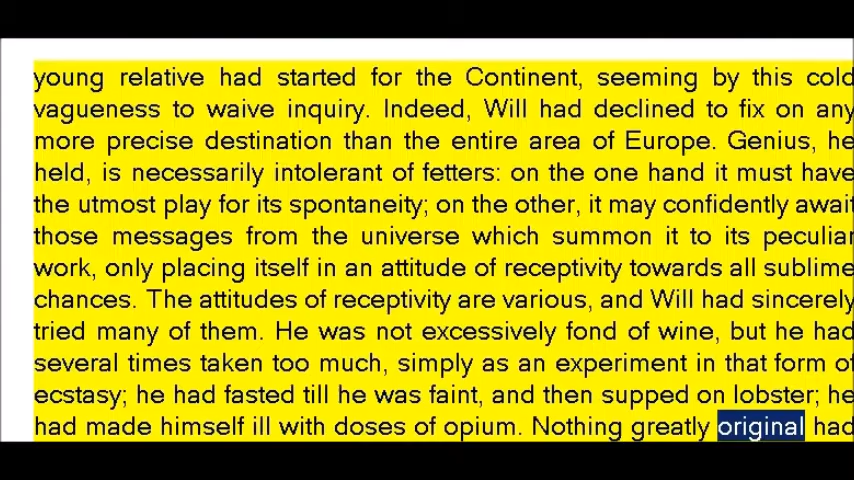 young relative had started for the Continent, seeming by this cold
vagueness to waive inquiry. Indeed, Will had declined to fix on any
more precise destination than the entire area of Europe. Genius, he
held, is necessarily intolerant of fetters: on the one hand it must have
the utmost play for its spontaneity; on the other, it may confidently await
those messages from the universe which summon it to its peculiar
work, only placing itself in an attitude of receptivity towards all sublime
chances. The attitudes of receptivity are various, and Will had sincerely
tried many of them. He was not excessively fond of wine, but he had
several times taken too much, simply as an experiment in that form of
ecstasy; he had fasted till he was faint, and then supped on lobster; he
had made himself ill with doses of opium. Nothing greatly original had